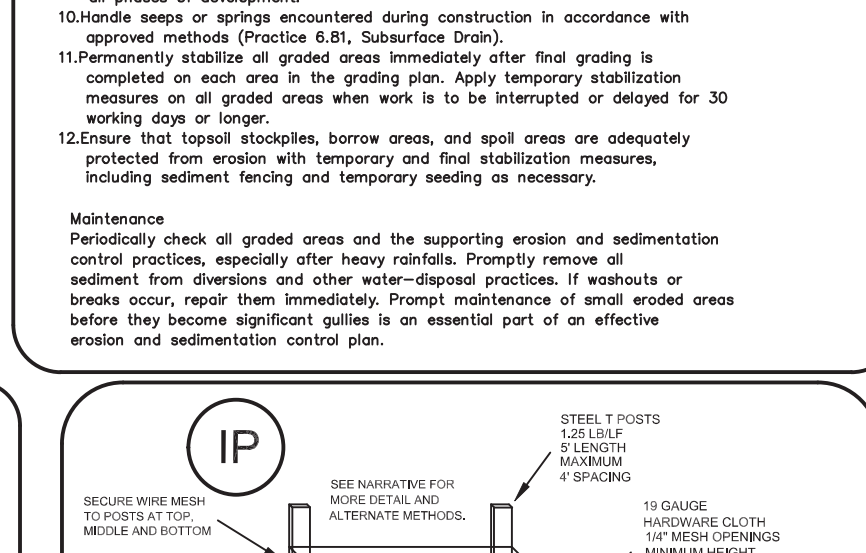 all phases of development.
10.Handle seeps or springs encountered during construction in accordance with
approved methods (Practice 6.81, Subsurface Drain).
11.Permanently stabilize all graded areas immediately after final grading is
completed on each area in the grading plan. Apply temporary stabilization
measures on all graded areas when work is to be interrupted or delayed for 30
working days or longer.
12.Ensure that topsoil stockpiles, borrow areas, and spoil areas are adequately
protected from erosion with temporary and final stabilization measures,
including sediment fencing and temporary seeding as necessary.
Maintenance
Periodically check all graded areas and the supporting erosion and sedimentation
control practices, especially after heavy rainfalls. Promptly remove all
sediment from diversions and other water-disposal practices. If washouts or
breaks occur, repair them immediately. Prompt maintenance of small eroded areas
before they become significant gullies is an essential part of an effective
erosion and sedimentation control plan.
IP
STEEL T POSTS
1.25 LB/LF
5' LENGTH
MAXIMUM
4' SPACING
SEE NARRATIVE FOR
MORE DETAIL AND
ALTERNATE METHODS.
SECURE WIRE MESH
TO POSTS AT TOP,
MIDDLE AND BOTTOM
19 GAUGE
HARDWARE CLOTH
1/4" MESH OPENINGS
MINIMUM HEIGHT